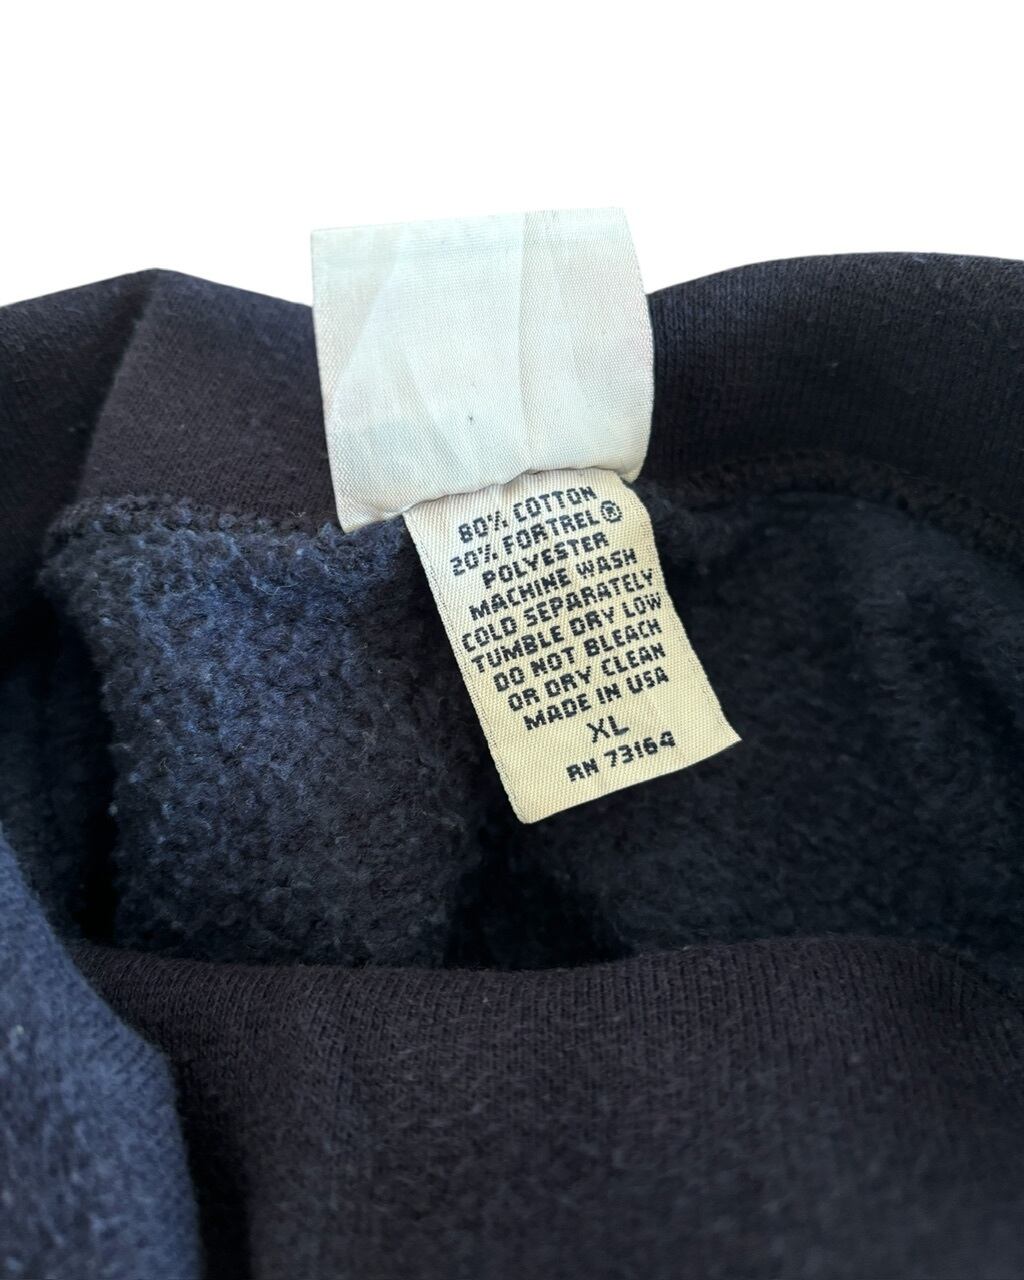 80% COTTON
20% FORTREL®
POLYESTER
MACHINE WASH
COLD SEPARATELY
TUMBLE DRY LOW
DO NOT BLEACH
OR DRY CLEAN
MADE IN USA
XL
RN 73164